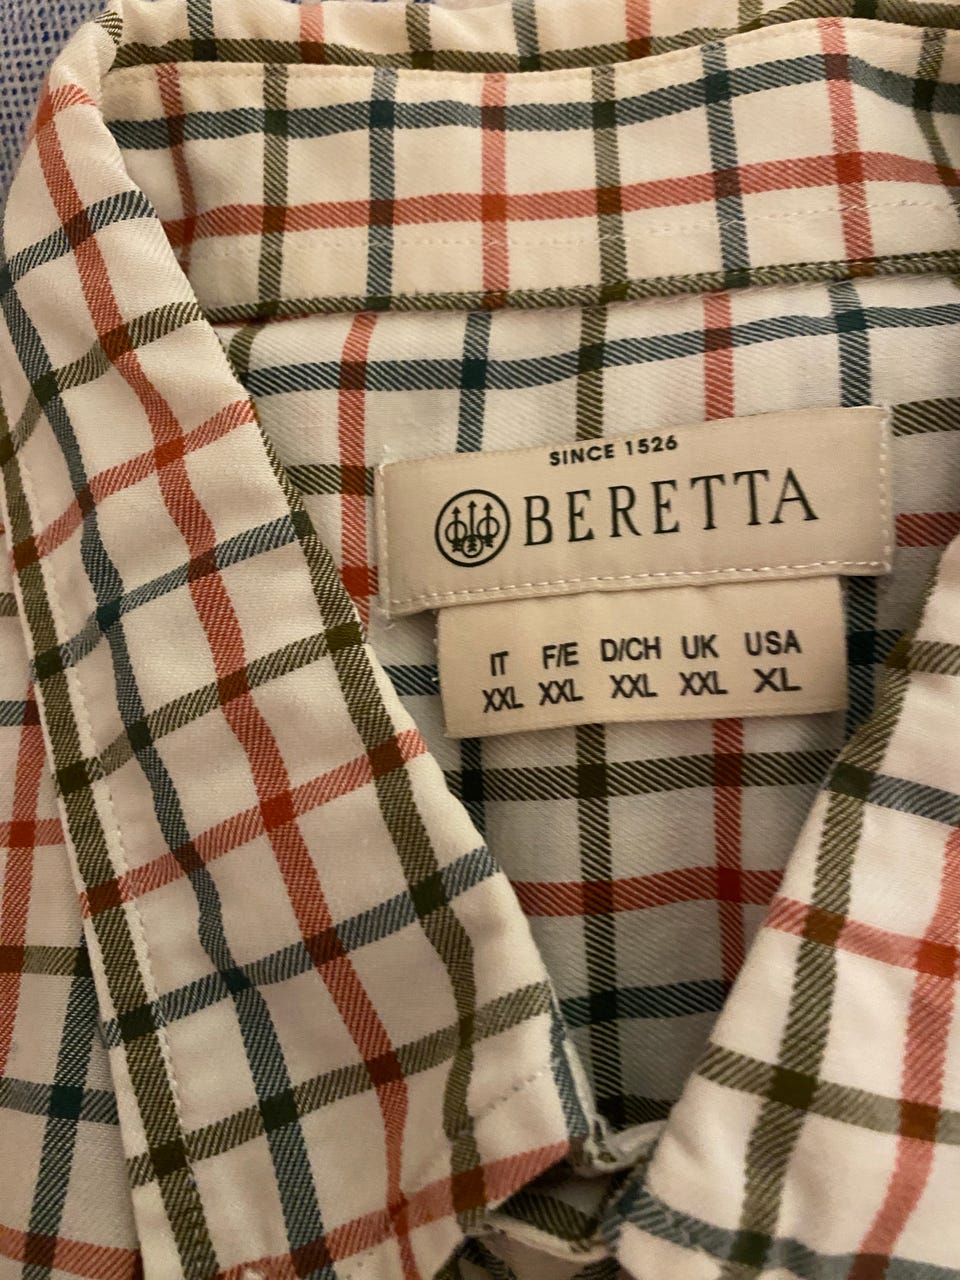 SINCE 1526
BERETTA
IT F/E D/CH UK USA
XXL XXL XXL XXL XL